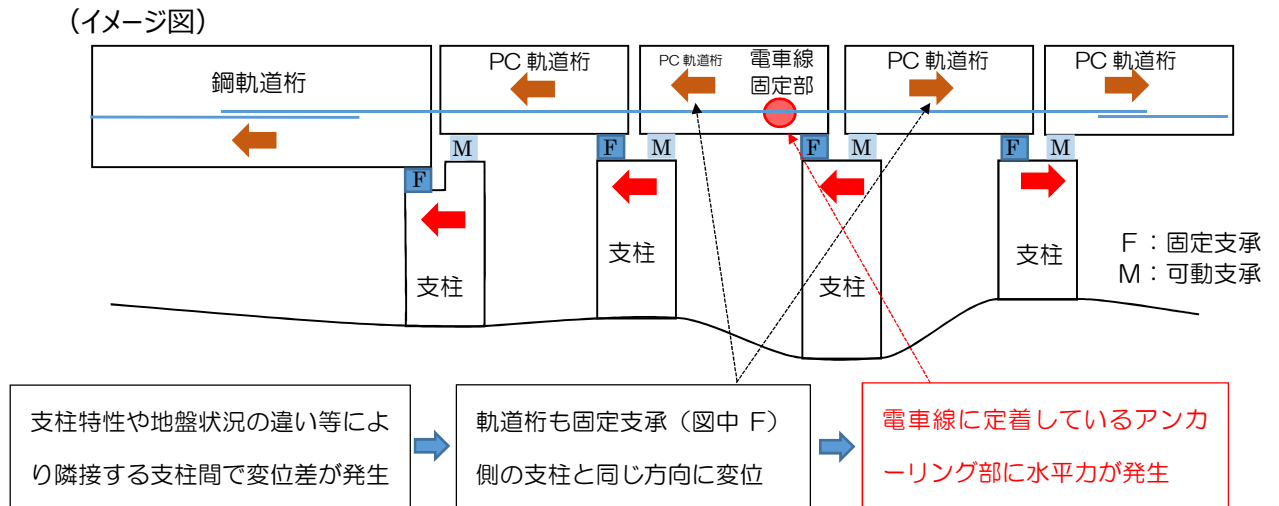 （イメージ図）
鋼軌道桁
PC 軌道桁
PC 軌道桁
電車線
固定部
PC 軌道桁
PC 軌道桁
M
F
F
M
F
M
F
M
支柱
支柱
支柱
支柱
F：固定支承
M：可動支承
支柱特性や地盤状況の違い等によ
り隣接する支柱間で変位差が発生
軌道桁も固定支承（図中 F）
側の支柱と同じ方向に変位
電車線に定着しているアンカ
ーリング部に水平力が発生